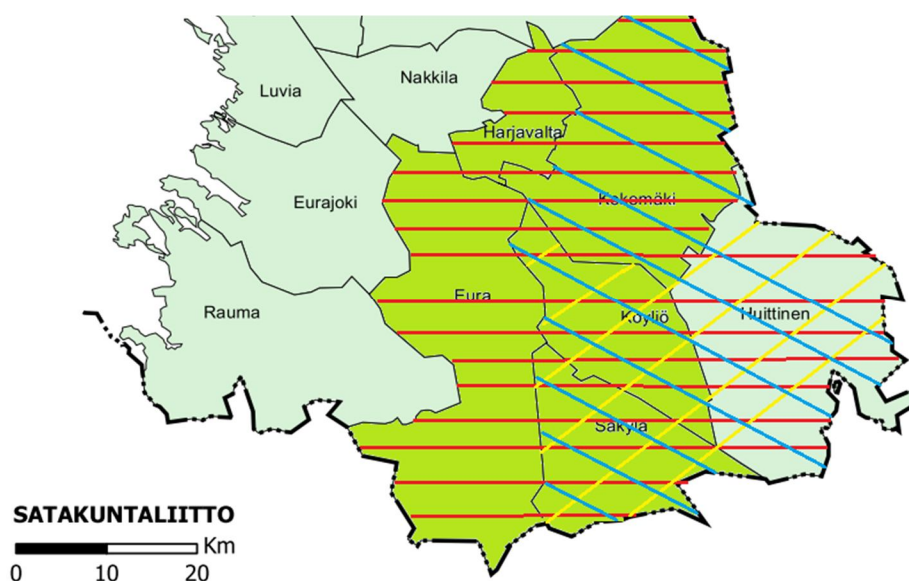 Nakkila
Luvia
Harjavalta
Eurajoki
Kokemäki
Rauma
Eura
Köyliö
Huittinen
Säkylä
SATAKUNTALIITTO
Km
0 10 20